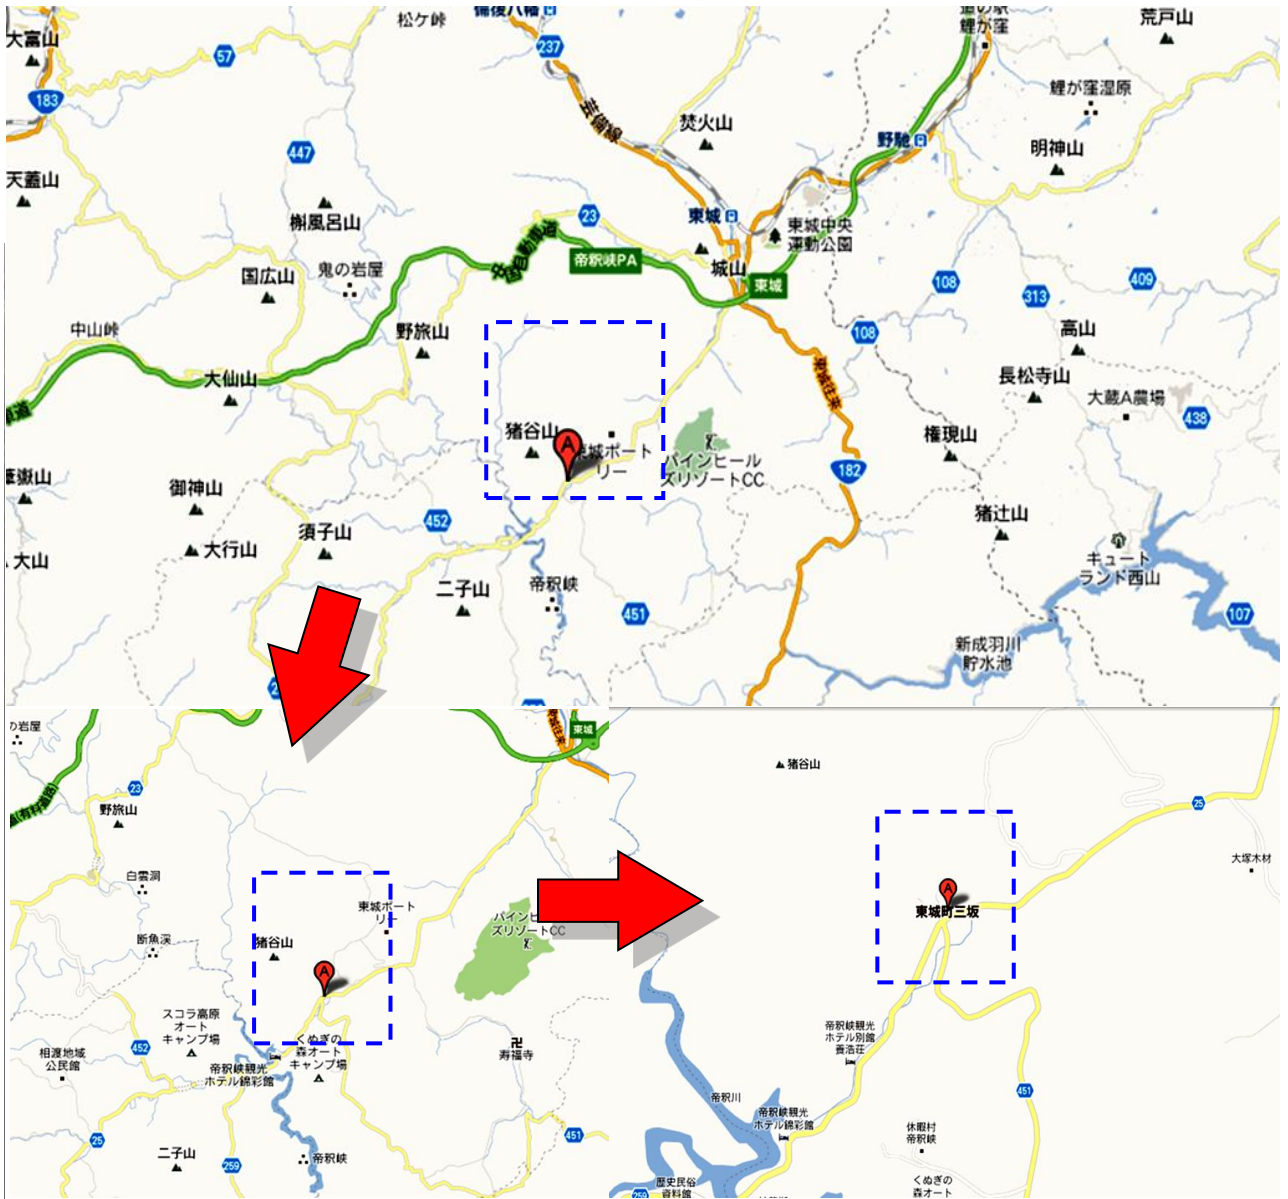 松ケ峠
備後八幡
237
道の駅
鯉が窪
荒戸山
大富山
57
183
鯉が窪湿原
芸備線
焚火山
野馳
明神山
447
天蓋山
槲風呂山
23
東城
東城中央
運動公園
帝釈峡PA
城山
東城
国広山
鬼の岩屋
108
313
409
中山峠
野旅山
108
高山
大仙山
東城往来
長松寺山
大蔵A農場
438
猪谷山
A
東城ポート
リー
パインヒール
ズリゾートCC
権現山
182
御神山
452
須子山
猪辻山
大行山
大山
キュート
ランド西山
二子山
帝釈峡
451
107
新成羽川
貯水池
の岩屋
東城往来
東城
23
(有料道路)
野旅山
白雲洞
東城ポート
リー
断魚渓
猪谷山
A
パインヒ
ズリゾートCC
スコラ高原
オート
キャンプ場
452
相渡地域
公民館
くぬぎの
森オート
キャンプ場
帝釈峡観光
ホテル錦彩館
寿福寺
25
451
二子山
259
帝釈峡
猪谷山
25
大塚木材
A
東城町三坂
帝釈峡観光
ホテル別館
養浩荘
451
帝釈川
帝釈峡観光
ホテル錦彩館
休暇村
帝釈峡
歴史民俗
資料館
259
くぬぎの
森オート